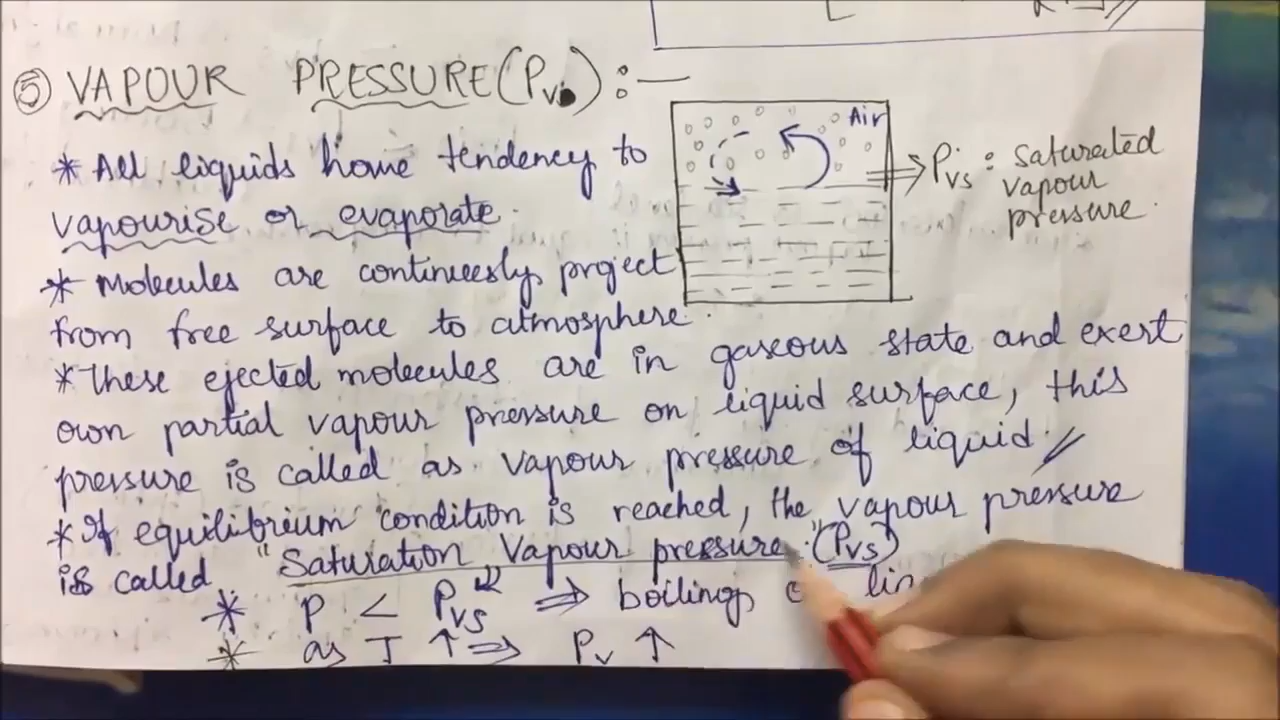 ⑤ VAPOUR PRESSURE (Pv) :—
Air
Pvs : saturated
vapour
pressure.
* All liquids home tendency to
vapourise or evaporate.
* Molecules are continuesly project
from free surface to atmosphere.
* These ejected molecules are in gaseous state and exert
own partial vapour pressure on liquid surface, this
pressure is called as vapour pressure of liquid.
* If equilibrium condition is reached, the vapour pressure
is called "Saturation Vapour pressure". (Pvs)
* P < Pvs ⇒ boiling
* as T ↑ ⇒ Pv ↑